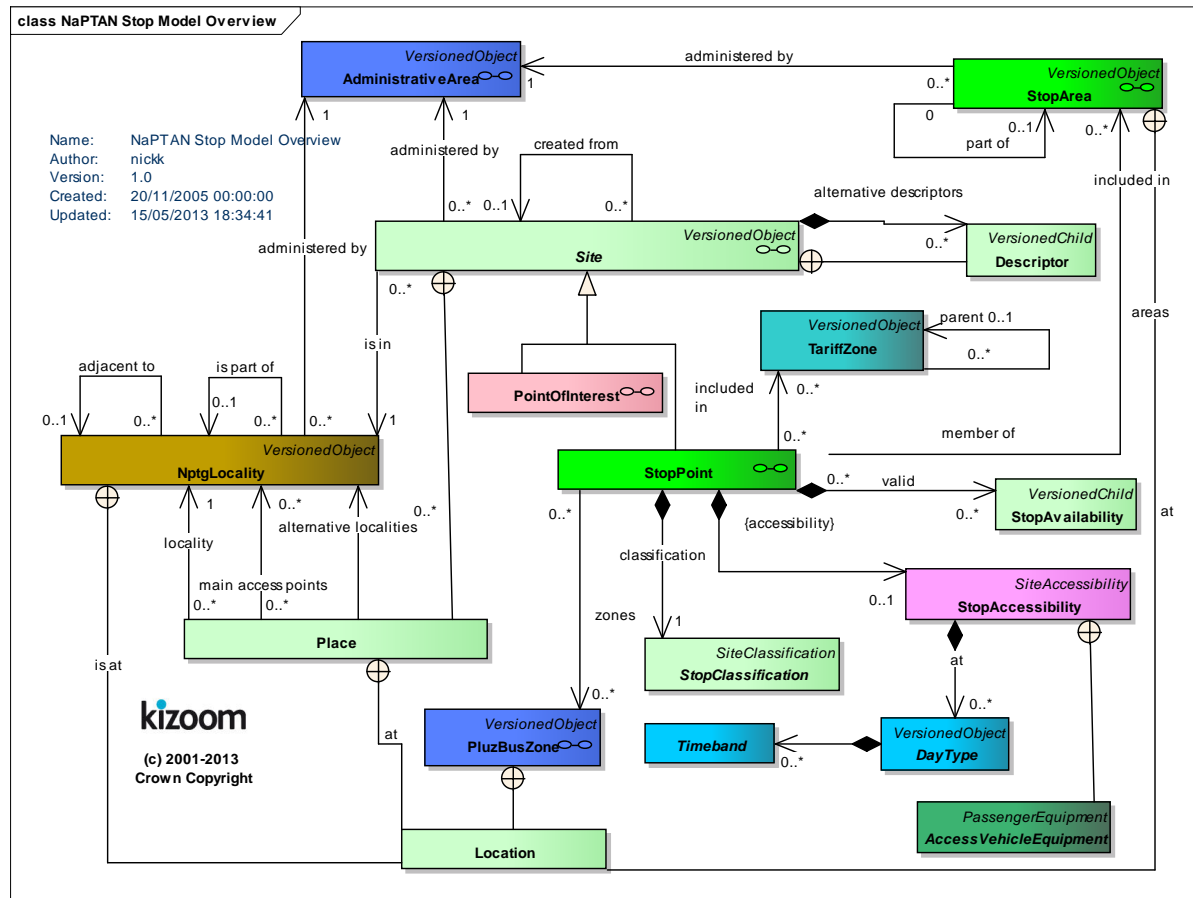 class NaPTAN Stop Model Overview
VersionedObject
AdministrativeArea
1
administered by
0..*
VersionedObject
StopArea
0
0..1
part of
0..*
included in
Name: NaPTAN Stop Model Overview
Author: nickk
Version: 1.0
Created: 20/11/2005 00:00:00
Updated: 15/05/2013 18:34:41
1
1
administered by
created from
0..*
0..1
0..*
alternative descriptors
0..*
VersionedObject
Site
VersionedChild
Descriptor
administered by
0..*
is in
1
areas
VersionedObject
TariffZone
parent 0..1
0..*
0..*
included
in
0..*
PointOfInterest
adjacent to
0..1
0..*
is part of
0..1
0..*
0..*
VersionedObject
NptgLocality
member of
StopPoint
0..*
valid
0..*
VersionedChild
StopAvailability
1
locality
0..*
0..*
main access points
0..*
alternative localities
0..*
0..*
classification
{accessibility}
at
0..1
SiteAccessibility
StopAccessibility
Place
zones
1
SiteClassification
StopClassification
is at
at
0..*
at
0..*
VersionedObject
PluzBusZone
Timeband
0..*
VersionedObject
DayType
kizoom
(c) 2001-2013
Crown Copyright
PassengerEquipment
AccessVehicleEquipment
Location